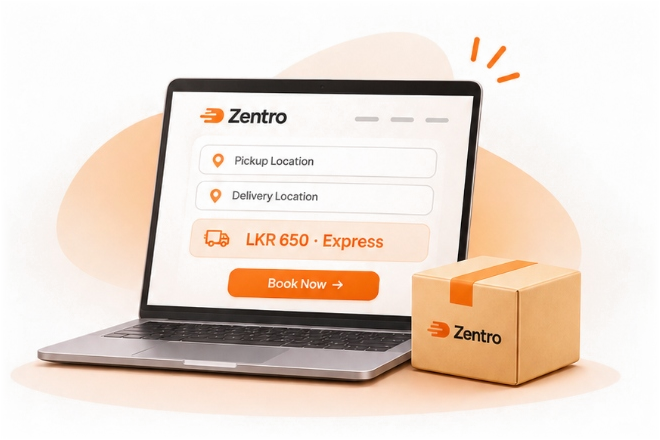 Zentro
Pickup Location
Delivery Location
LKR 650 · Express
Book Now →
Zentro